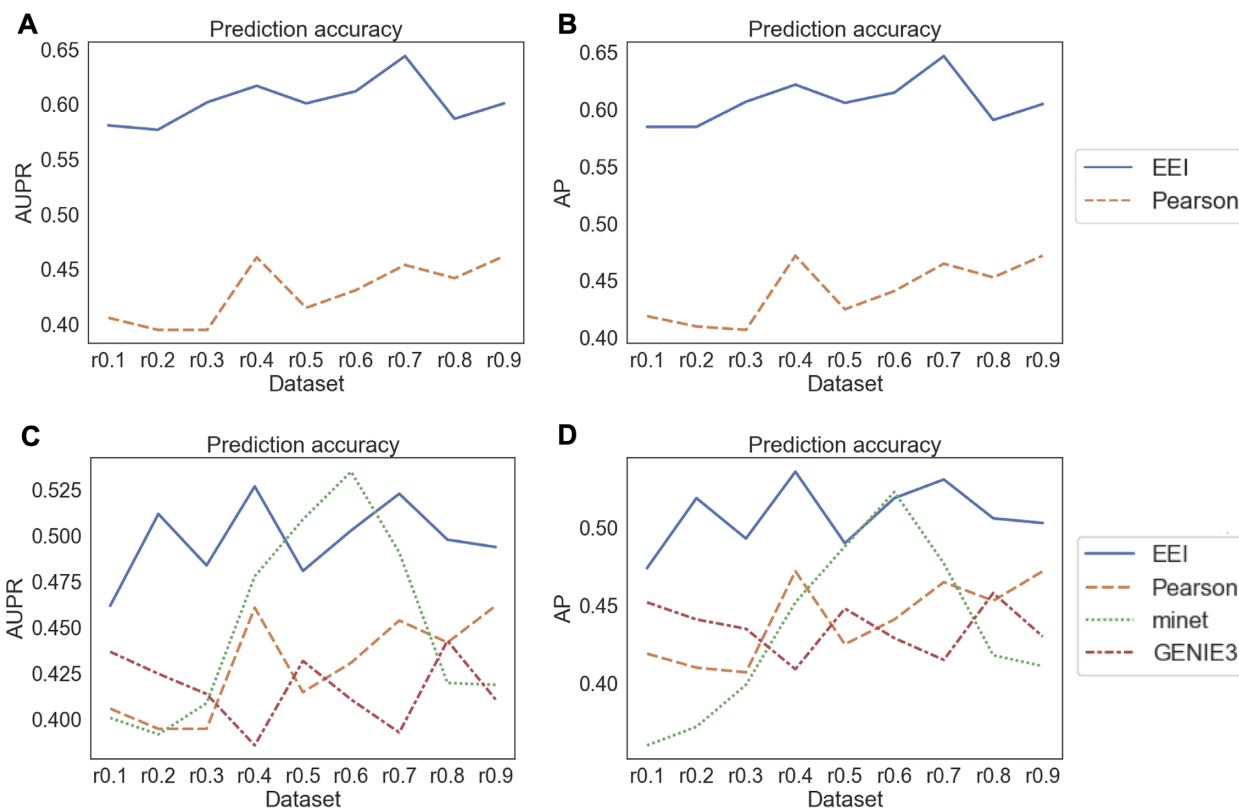 A
Prediction accuracy
AUPR
0.65
0.60
0.55
0.50
0.45
0.40
r0.1 r0.2 r0.3 r0.4 r0.5 r0.6 r0.7 r0.8 r0.9
Dataset
B
Prediction accuracy
AP
0.65
0.60
0.55
0.50
0.45
0.40
r0.1 r0.2 r0.3 r0.4 r0.5 r0.6 r0.7 r0.8 r0.9
Dataset
EEI
Pearson
C
Prediction accuracy
AUPR
0.525
0.500
0.475
0.450
0.425
0.400
r0.1 r0.2 r0.3 r0.4 r0.5 r0.6 r0.7 r0.8 r0.9
Dataset
D
Prediction accuracy
AP
0.50
0.45
0.40
r0.1 r0.2 r0.3 r0.4 r0.5 r0.6 r0.7 r0.8 r0.9
Dataset
EEI
Pearson
minet
GENIE3